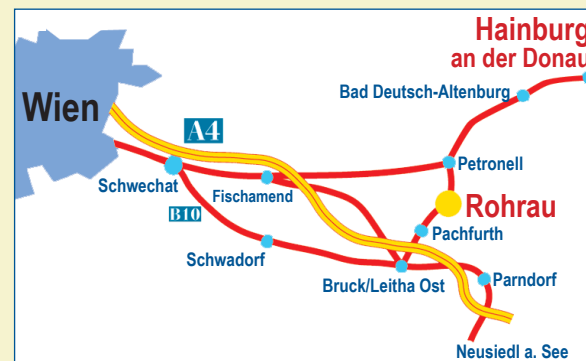 Hainburg
an der Donau
Bad Deutsch-Altenburg
Wien
A4
Petronell
Schwechat
Fischamend
Rohrau
B10
Pachfurth
Schwadorf
Bruck/Leitha Ost
Parndorf
Neusiedl a. See